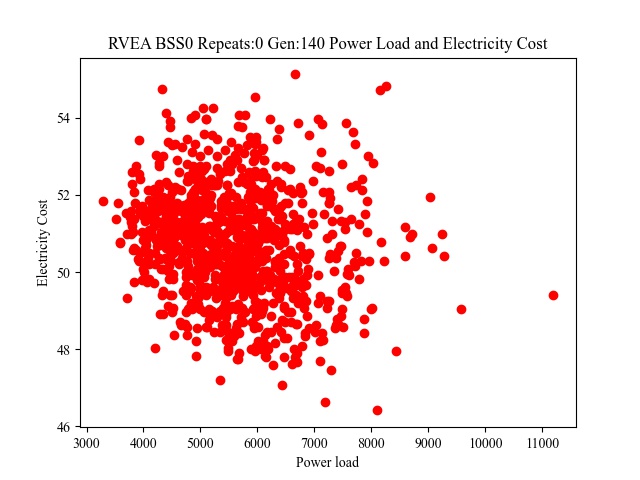 RVEA BSS0 Repeats:0 Gen:140 Power Load and Electricity Cost
Electricity Cost
54
52
50
48
46
3000 4000 5000 6000 7000 8000 9000 10000 11000
Power load